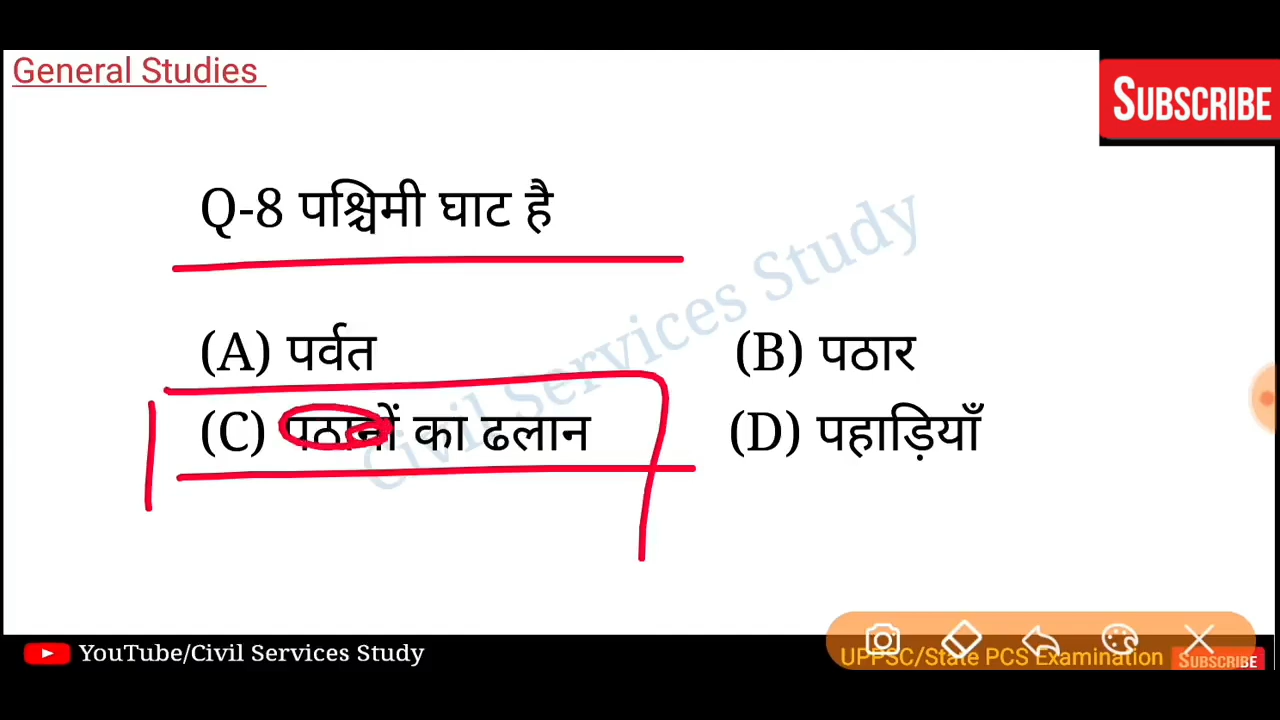 General Studies
SUBSCRIBE
Q-8 पश्चिमी घाट है
Civil Services Study
(A) पर्वत (B) पठार
(C) पठानों का ढलान (D) पहाड़ियाँ
YouTube/Civil Services Study
UPPSC/State PCS Examination SUBSCRIBE